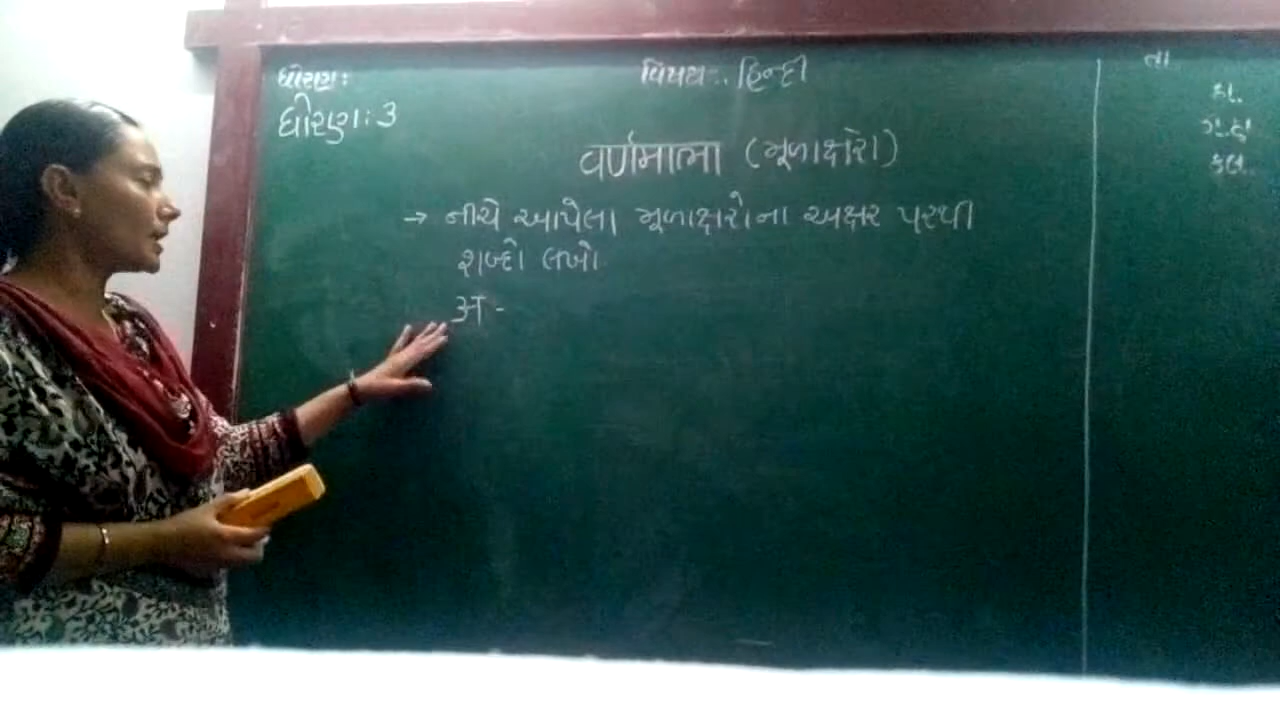 ધોરણ:
ધોરણ: 3
વિષય: હિન્દી
વર્ણમાલા (મૂળાક્ષરો)
→ નીચે આપેલા મૂળાક્ષરોના અક્ષર પરથી
શબ્દો લખો
अ -
તા